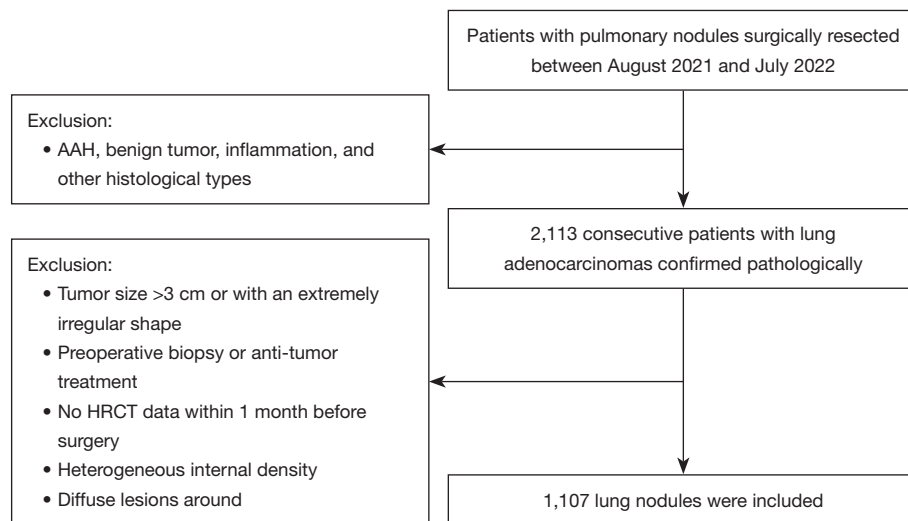 Patients with pulmonary nodules surgically resected
between August 2021 and July 2022
Exclusion:
• AAH, benign tumor, inflammation, and
other histological types
2,113 consecutive patients with lung
adenocarcinomas confirmed pathologically
Exclusion:
• Tumor size >3 cm or with an extremely
irregular shape
• Preoperative biopsy or anti-tumor
treatment
• No HRCT data within 1 month before
surgery
• Heterogeneous internal density
• Diffuse lesions around
1,107 lung nodules were included